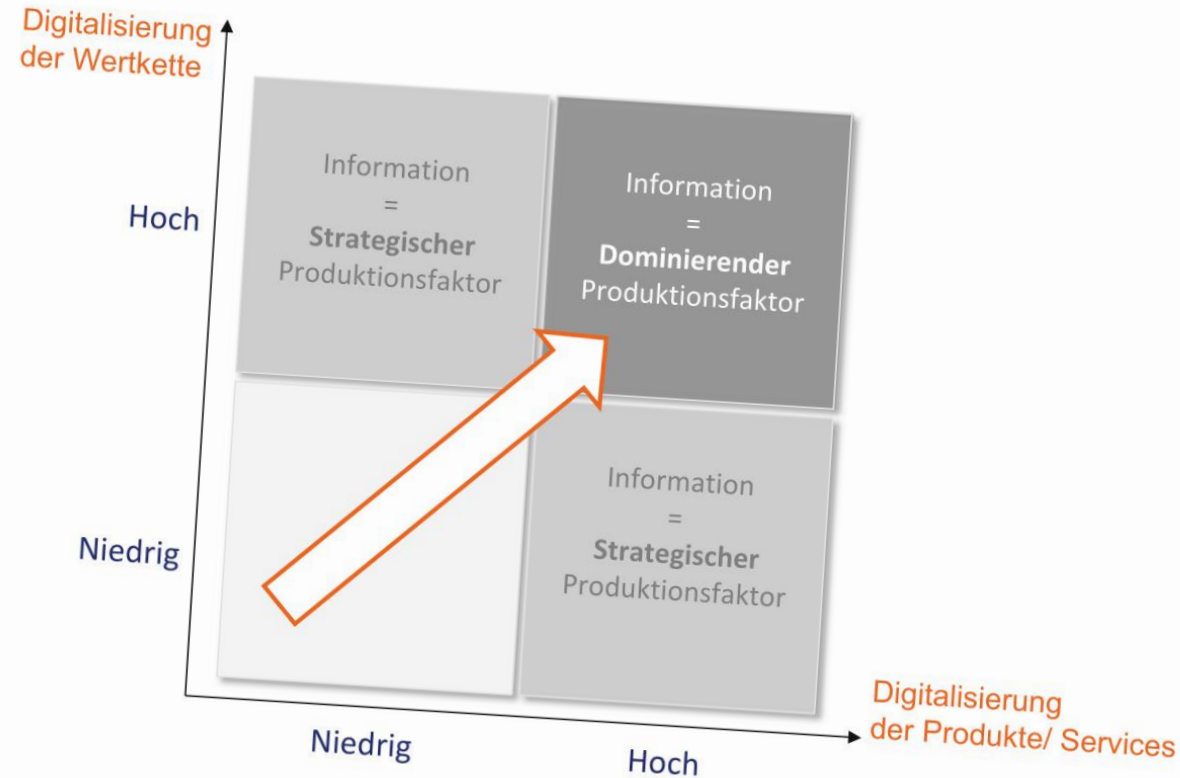 Digitalisierung
der Wertkette
Hoch
Information
=
Strategischer
Produktionsfaktor
Information
=
Dominierender
Produktionsfaktor
Niedrig
Information
=
Strategischer
Produktionsfaktor
Niedrig
Hoch
Digitalisierung
der Produkte/ Services